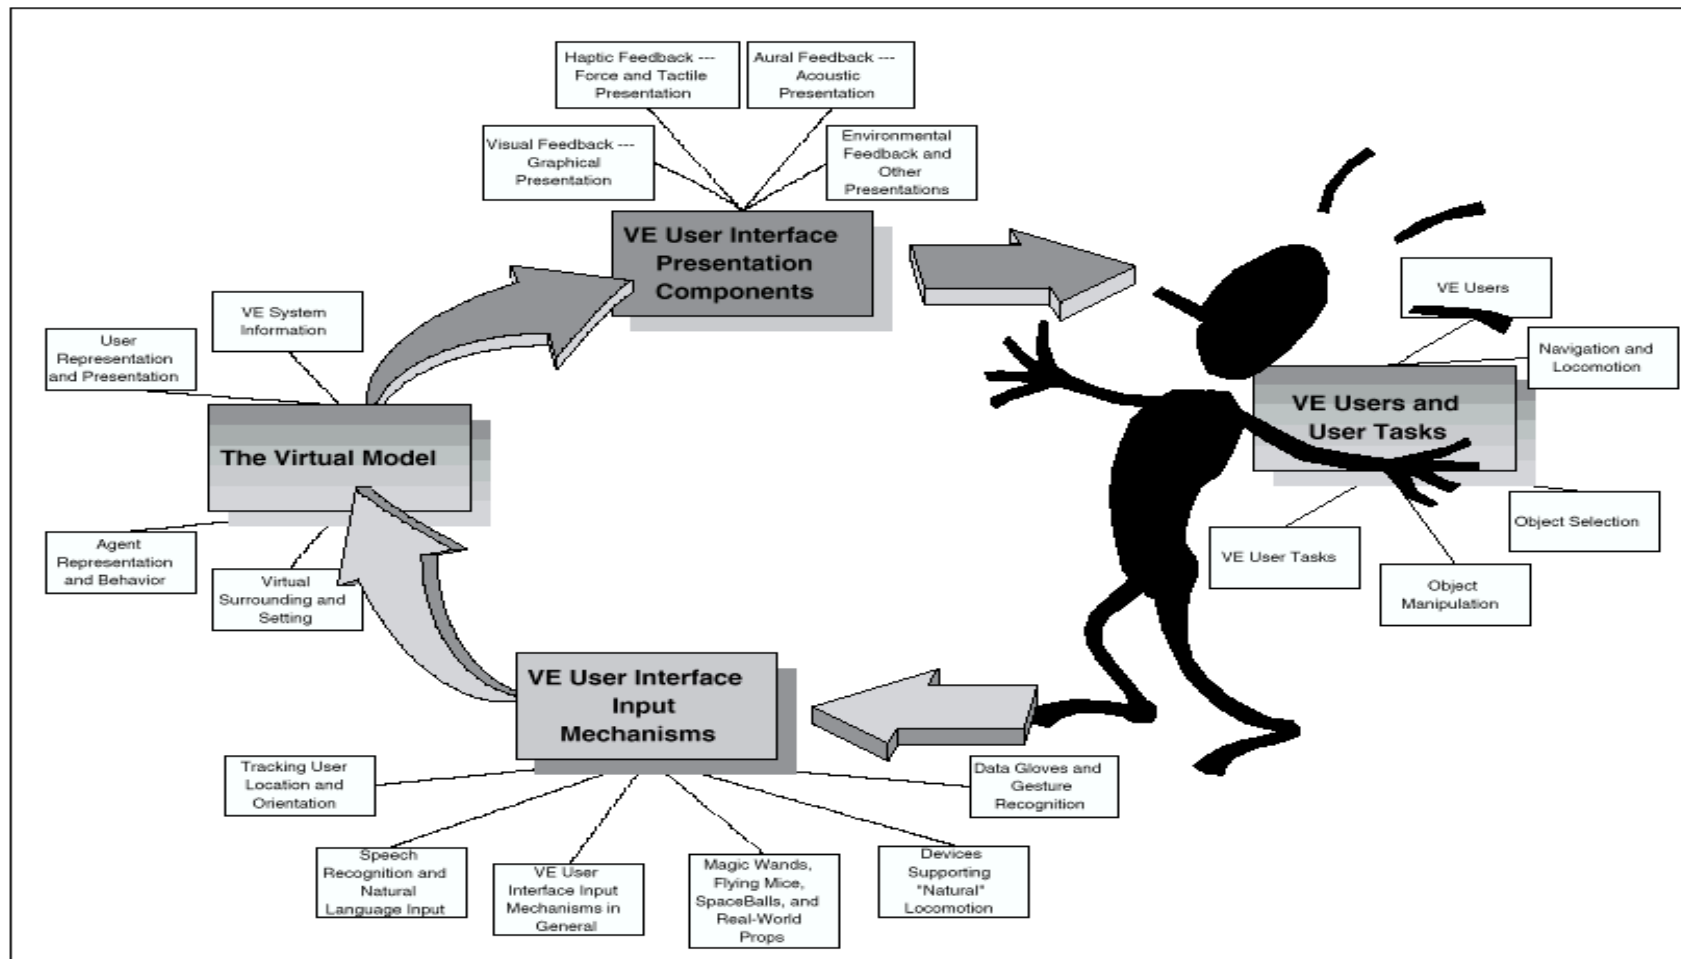 Haptic Feedback ---
Force and Tactile
Presentation
Aural Feedback ---
Acoustic
Presentation
Visual Feedback ---
Graphical
Presentation
Environmental
Feedback and
Other
Presentations
VE User Interface
Presentation
Components
VE System
Information
User
Representation
and Presentation
The Virtual Model
Agent
Representation
and Behavior
Virtual
Surrounding and
Setting
VE Users
Navigation and
Locomotion
VE Users and
User Tasks
Object Selection
VE User Tasks
Object
Manipulation
VE User Interface
Input
Mechanisms
Tracking User
Location and
Orientation
Data Gloves and
Gesture
Recognition
Speech
Recognition and
Natural
Language Input
VE User
Interface Input
Mechanisms in
General
Magic Wands,
Flying Mice,
SpaceBalls, and
Real-World
Props
Devices
Supporting
"Natural"
Locomotion